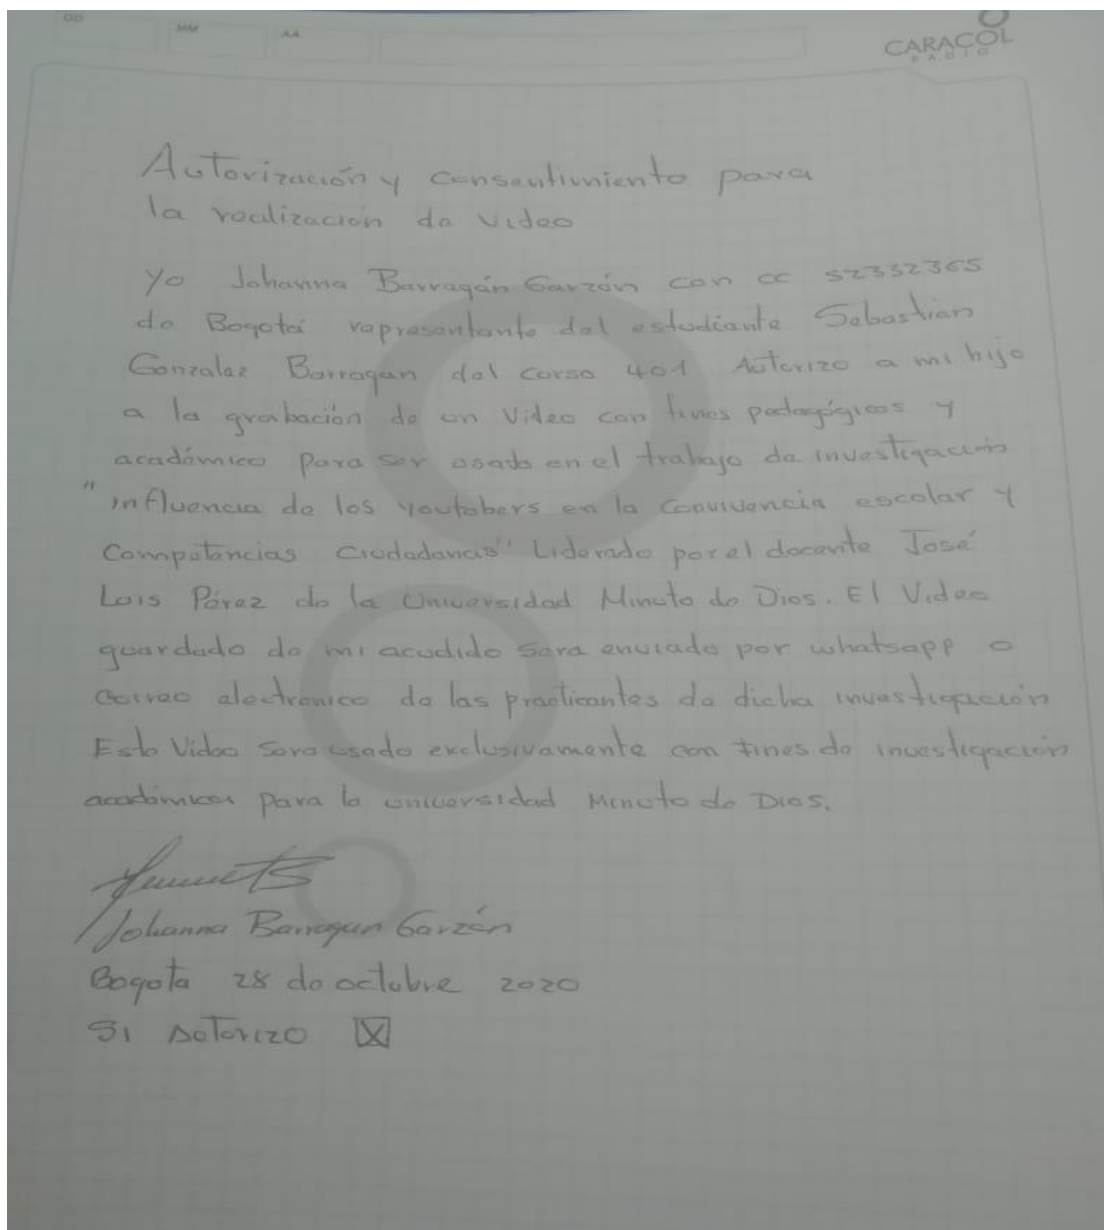 DD MM AA
CARACOL
RADIO
Autorización y consentimiento para
la realización de video
Yo Johanna Barragán Garzón con cc 52332365
de Bogotá representante del estudiante Sebastian
Gonzalez Barragan del curso 401 Autorizo a mi hijo
a la grabación de un Video con fines pedagógicos y
académico para ser usado en el trabajo de investigación
"influencia de los youtubers en la convivencia escolar y
Competencias Ciudadanas" Liderado por el docente José
Luis Pérez de la Universidad Minuto de Dios. El Video
guardado de mi acudido sera enviado por whatsapp o
correo electronico de las practicantes de dicha investigación
Este Video Sera usado exclusivamente con fines de investigación
académicos para la universidad Minuto de Dios.
Johanna Barragan Garzón
Bogota 28 de octubre 2020
Si Autorizo X